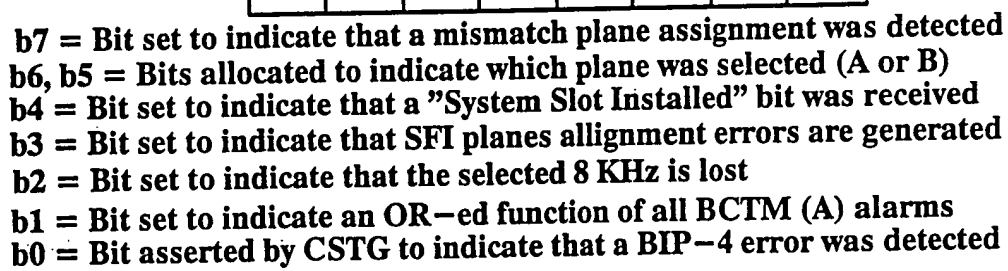 b7 = Bit set to indicate that a mismatch plane assignment was detected
b6, b5 = Bits allocated to indicate which plane was selected (A or B)
b4 = Bit set to indicate that a ”System Slot Installed” bit was received
b3 = Bit set to indicate that SFI planes allignment errors are generated
b2 = Bit set to indicate that the selected 8 KHz is lost
b1 = Bit set to indicate an OR−ed function of all BCTM (A) alarms
b0 = Bit asserted by CSTG to indicate that a BIP−4 error was detected